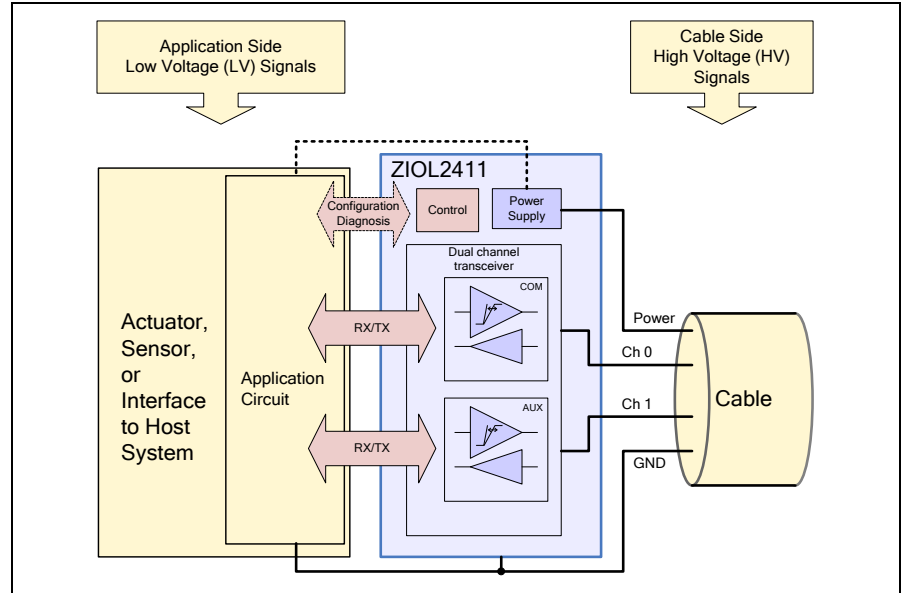 Application Side
Low Voltage (LV) Signals
Cable Side
High Voltage (HV)
Signals
ZIOL2411
Configuration
Diagnosis
Control
Power
Supply
Dual channel
transceiver
COM
RX/TX
AUX
RX/TX
Actuator,
Sensor,
or
Interface
to Host
System
Application
Circuit
Power
Ch 0
Ch 1
GND
Cable